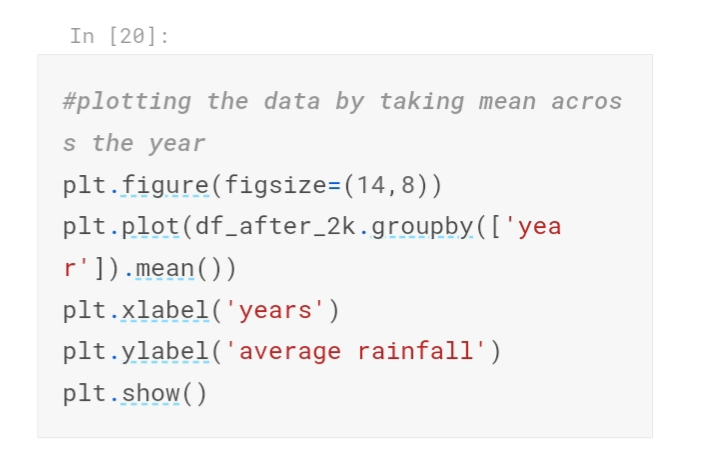 In [20]:
#plotting the data by taking mean acros
s the year
plt.figure(figsize=(14,8))
plt.plot(df_after_2k.groupby(['yea
r']).mean())
plt.xlabel('years')
plt.ylabel('average rainfall')
plt.show()